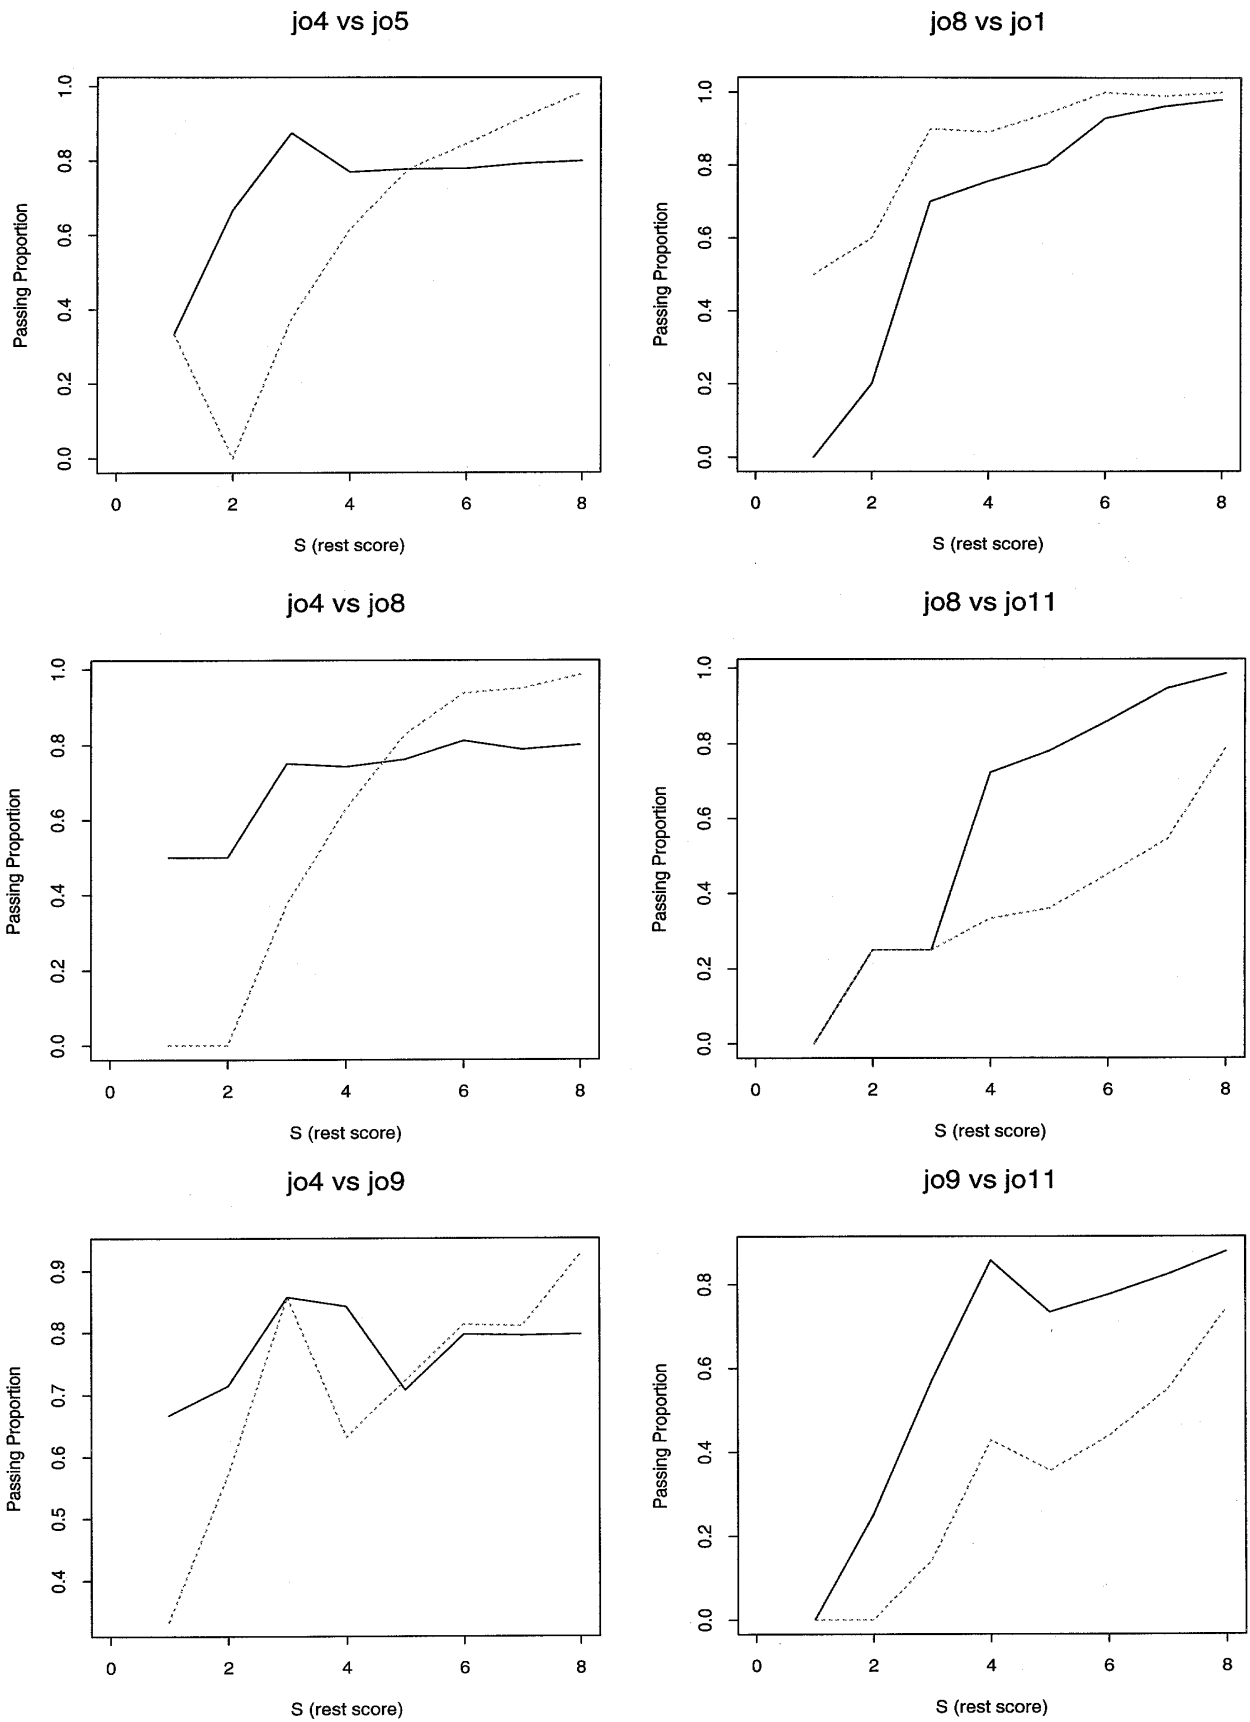 jo4 vs jo5
Passing Proportion
0.0 0.2 0.4 0.6 0.8 1.0
0 2 4 6 8
S (rest score)
jo8 vs jo1
Passing Proportion
0.0 0.2 0.4 0.6 0.8 1.0
0 2 4 6 8
S (rest score)
jo4 vs jo8
Passing Proportion
0.0 0.2 0.4 0.6 0.8 1.0
0 2 4 6 8
S (rest score)
jo8 vs jo11
Passing Proportion
0.0 0.2 0.4 0.6 0.8 1.0
0 2 4 6 8
S (rest score)
jo4 vs jo9
Passing Proportion
0.4 0.5 0.6 0.7 0.8 0.9
0 2 4 6 8
S (rest score)
jo9 vs jo11
Passing Proportion
0.0 0.2 0.4 0.6 0.8
0 2 4 6 8
S (rest score)